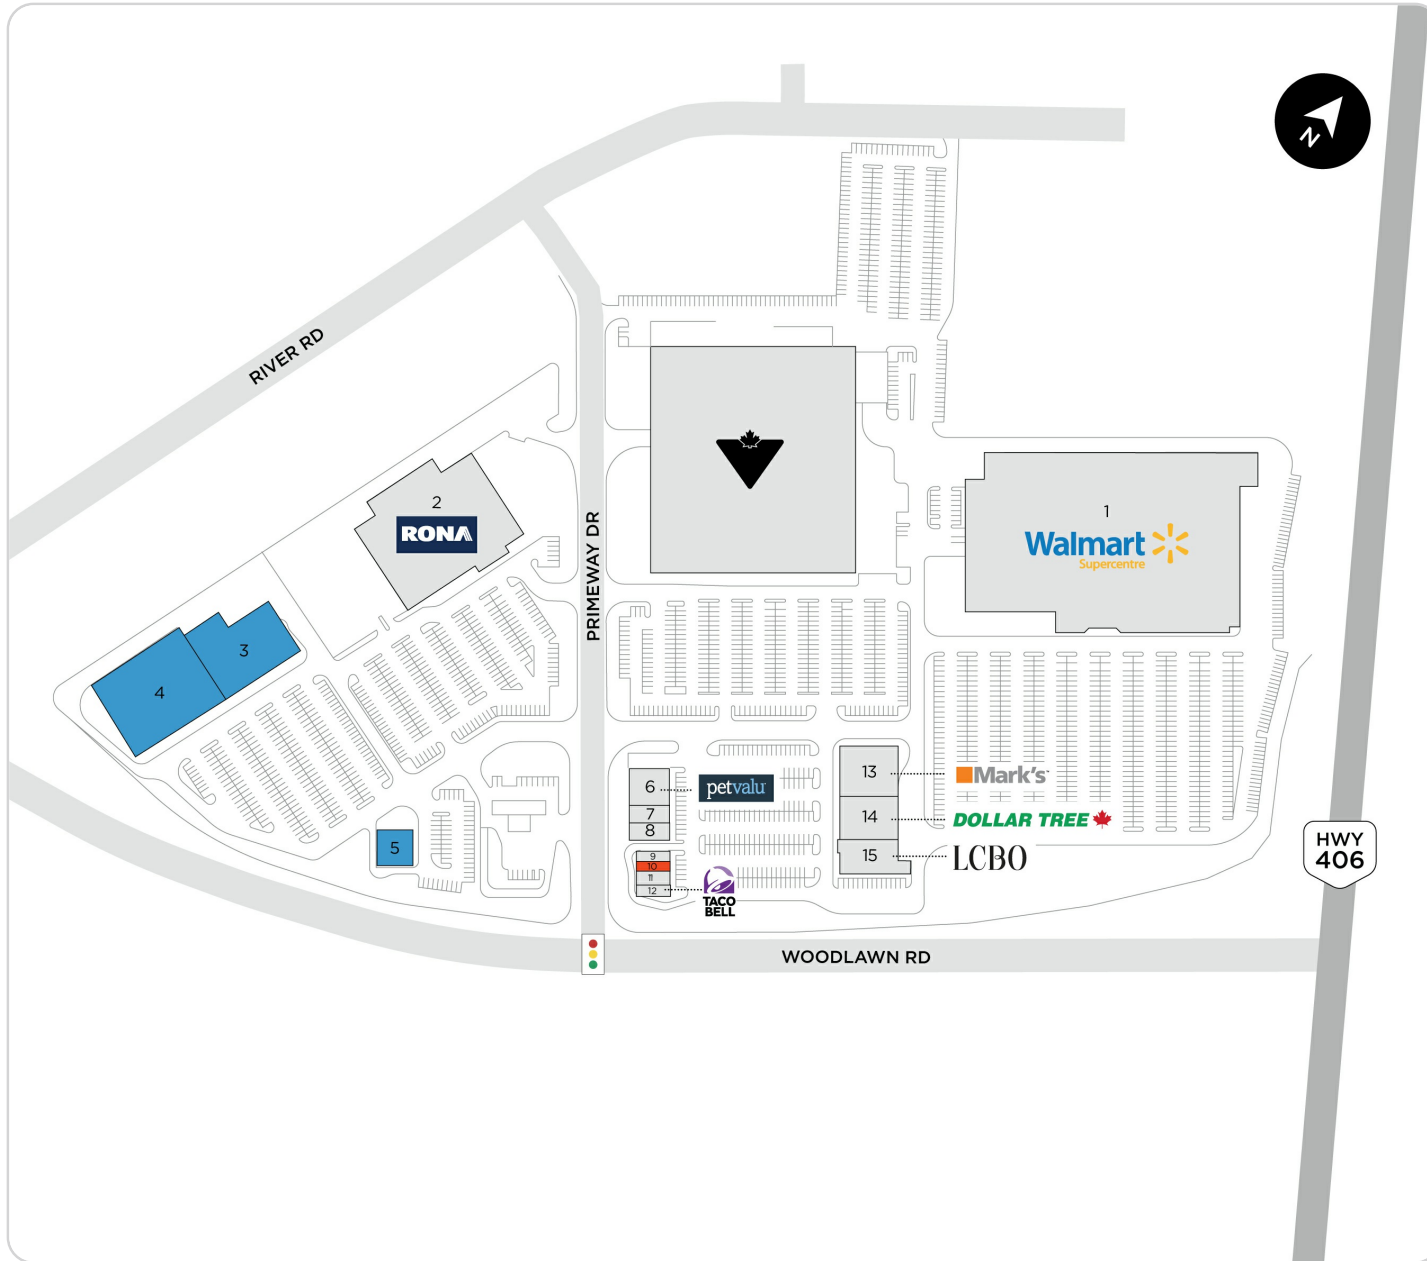 N
RIVER RD
2
RONA
PRIMEWAY DR
1
Walmart
Supercentre
3
4
5
6
petvalu
7
8
9
10
11
12
TACO
BELL
13
Mark's
14
DOLLAR TREE
15
LCBO
HWY
406
WOODLAWN RD